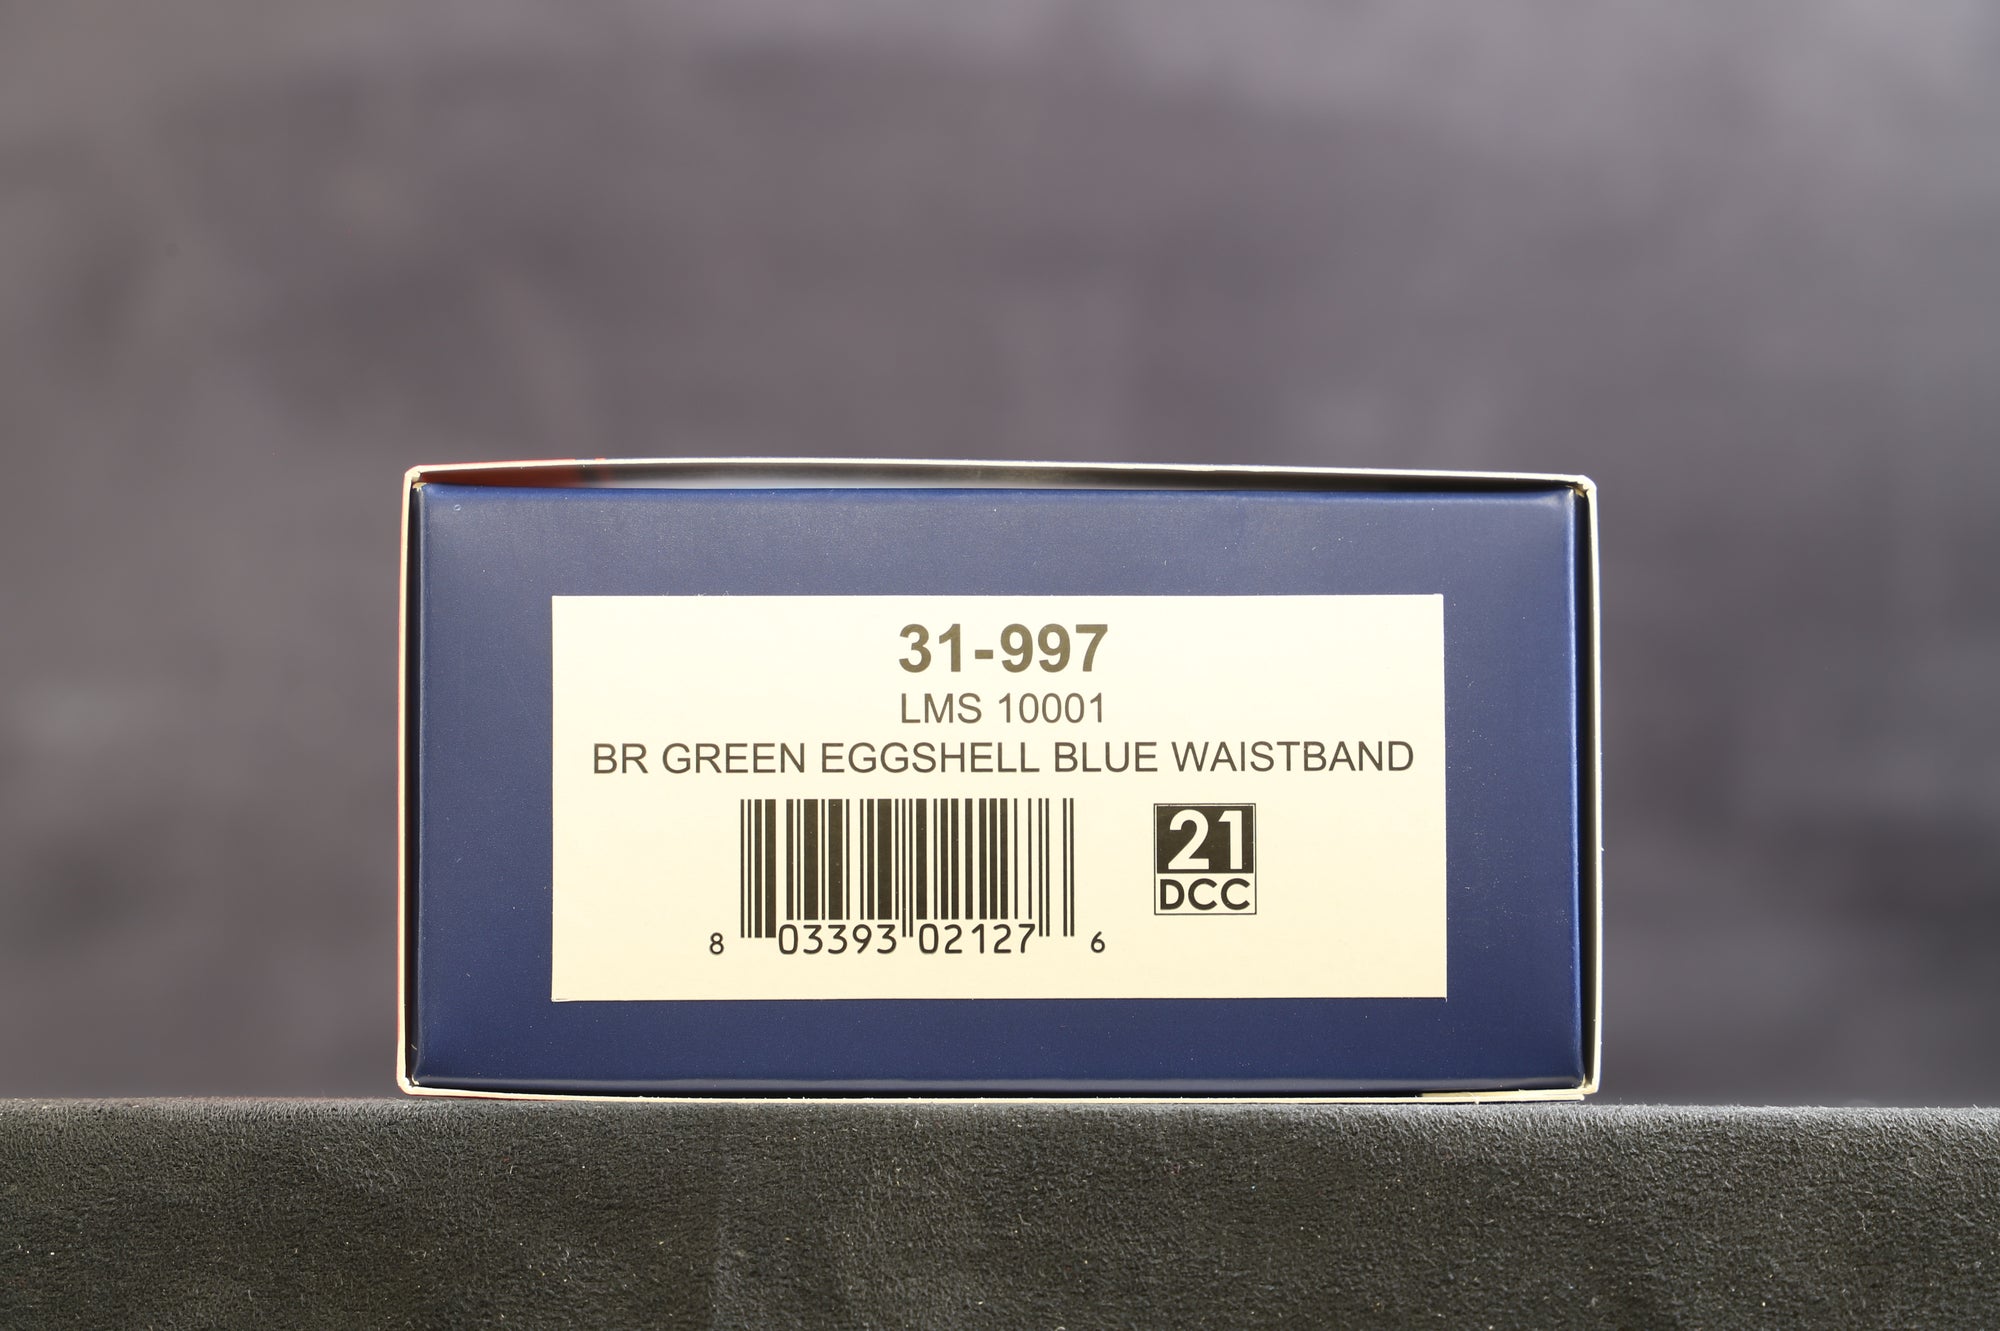 31-997
LMS 10001
BR GREEN EGGSHELL BLUE WAISTBAND
21
DCC
8 03393 02127 6